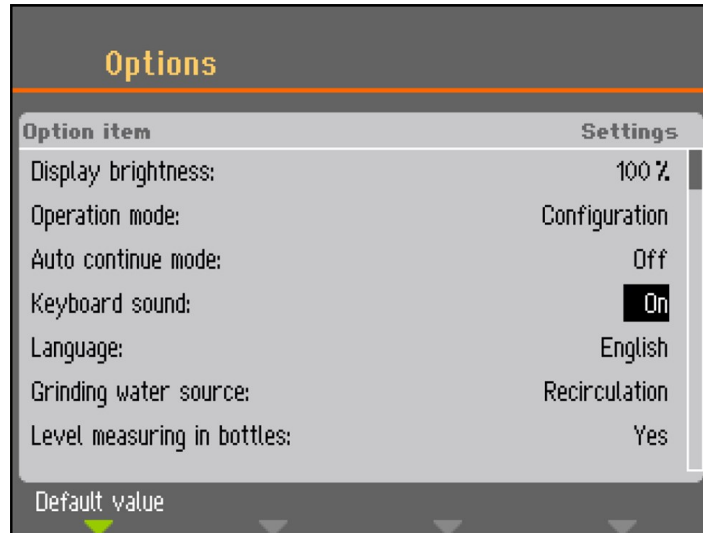 Options
Option item Settings
Display brightness: 100 %
Operation mode: Configuration
Auto continue mode: Off
Keyboard sound: On
Language: English
Grinding water source: Recirculation
Level measuring in bottles: Yes
Default value